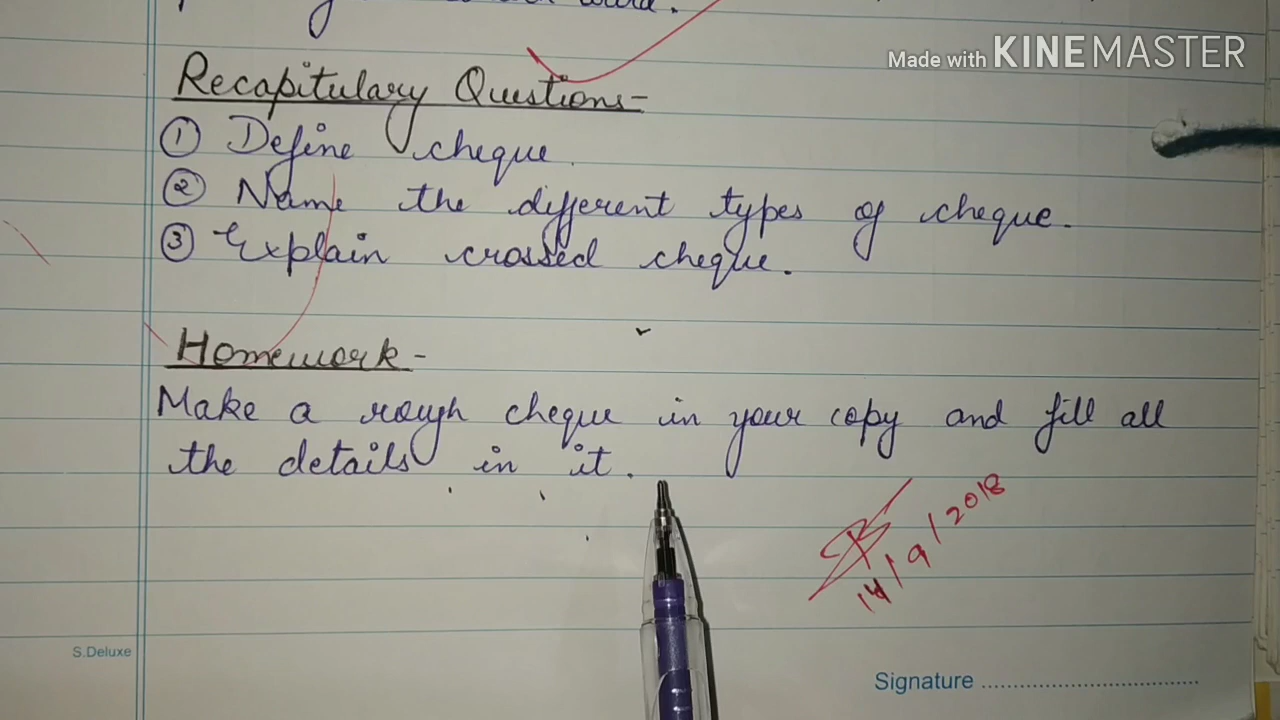 Made with KINEMASTER
Recapitulary Questions-
① Define cheque.
② Name the different types of cheque.
③ Explain crossed cheque.
Homework-
Make a rough cheque in your copy and fill all
the details in it.
14/9/2018
S.Deluxe
Signature ....................................